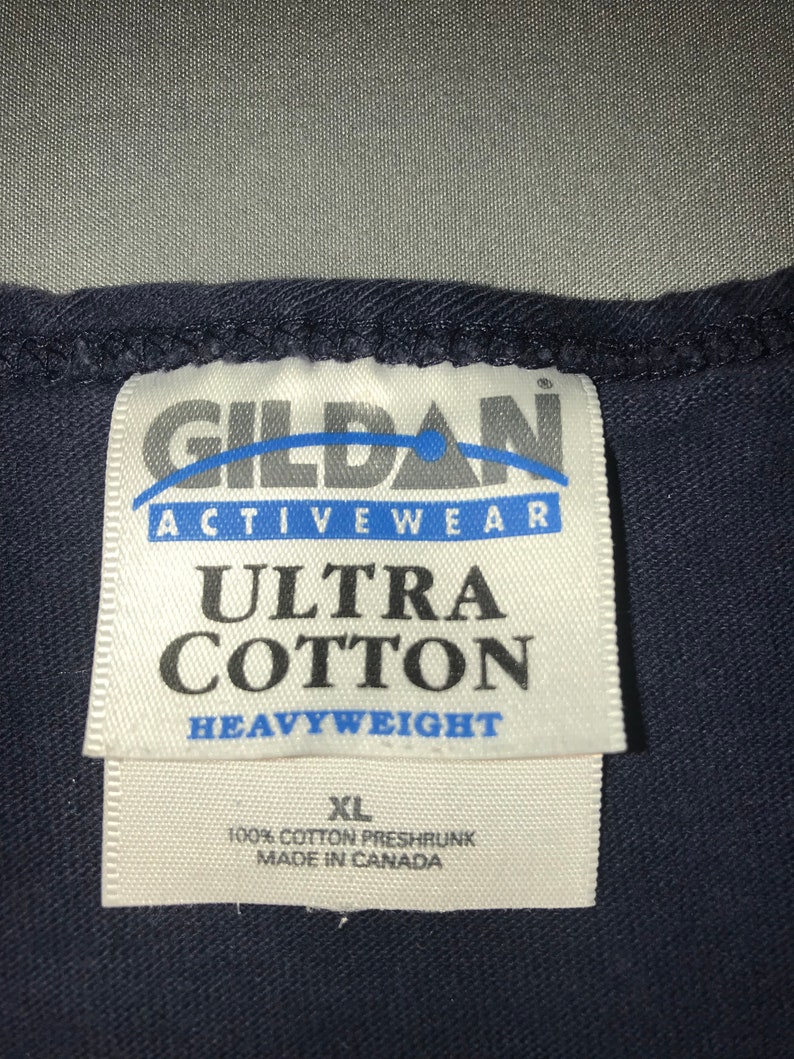 GILDAN®
ACTIVEWEAR
ULTRA
COTTON
HEAVYWEIGHT
XL
100% COTTON PRESHRUNK
MADE IN CANADA